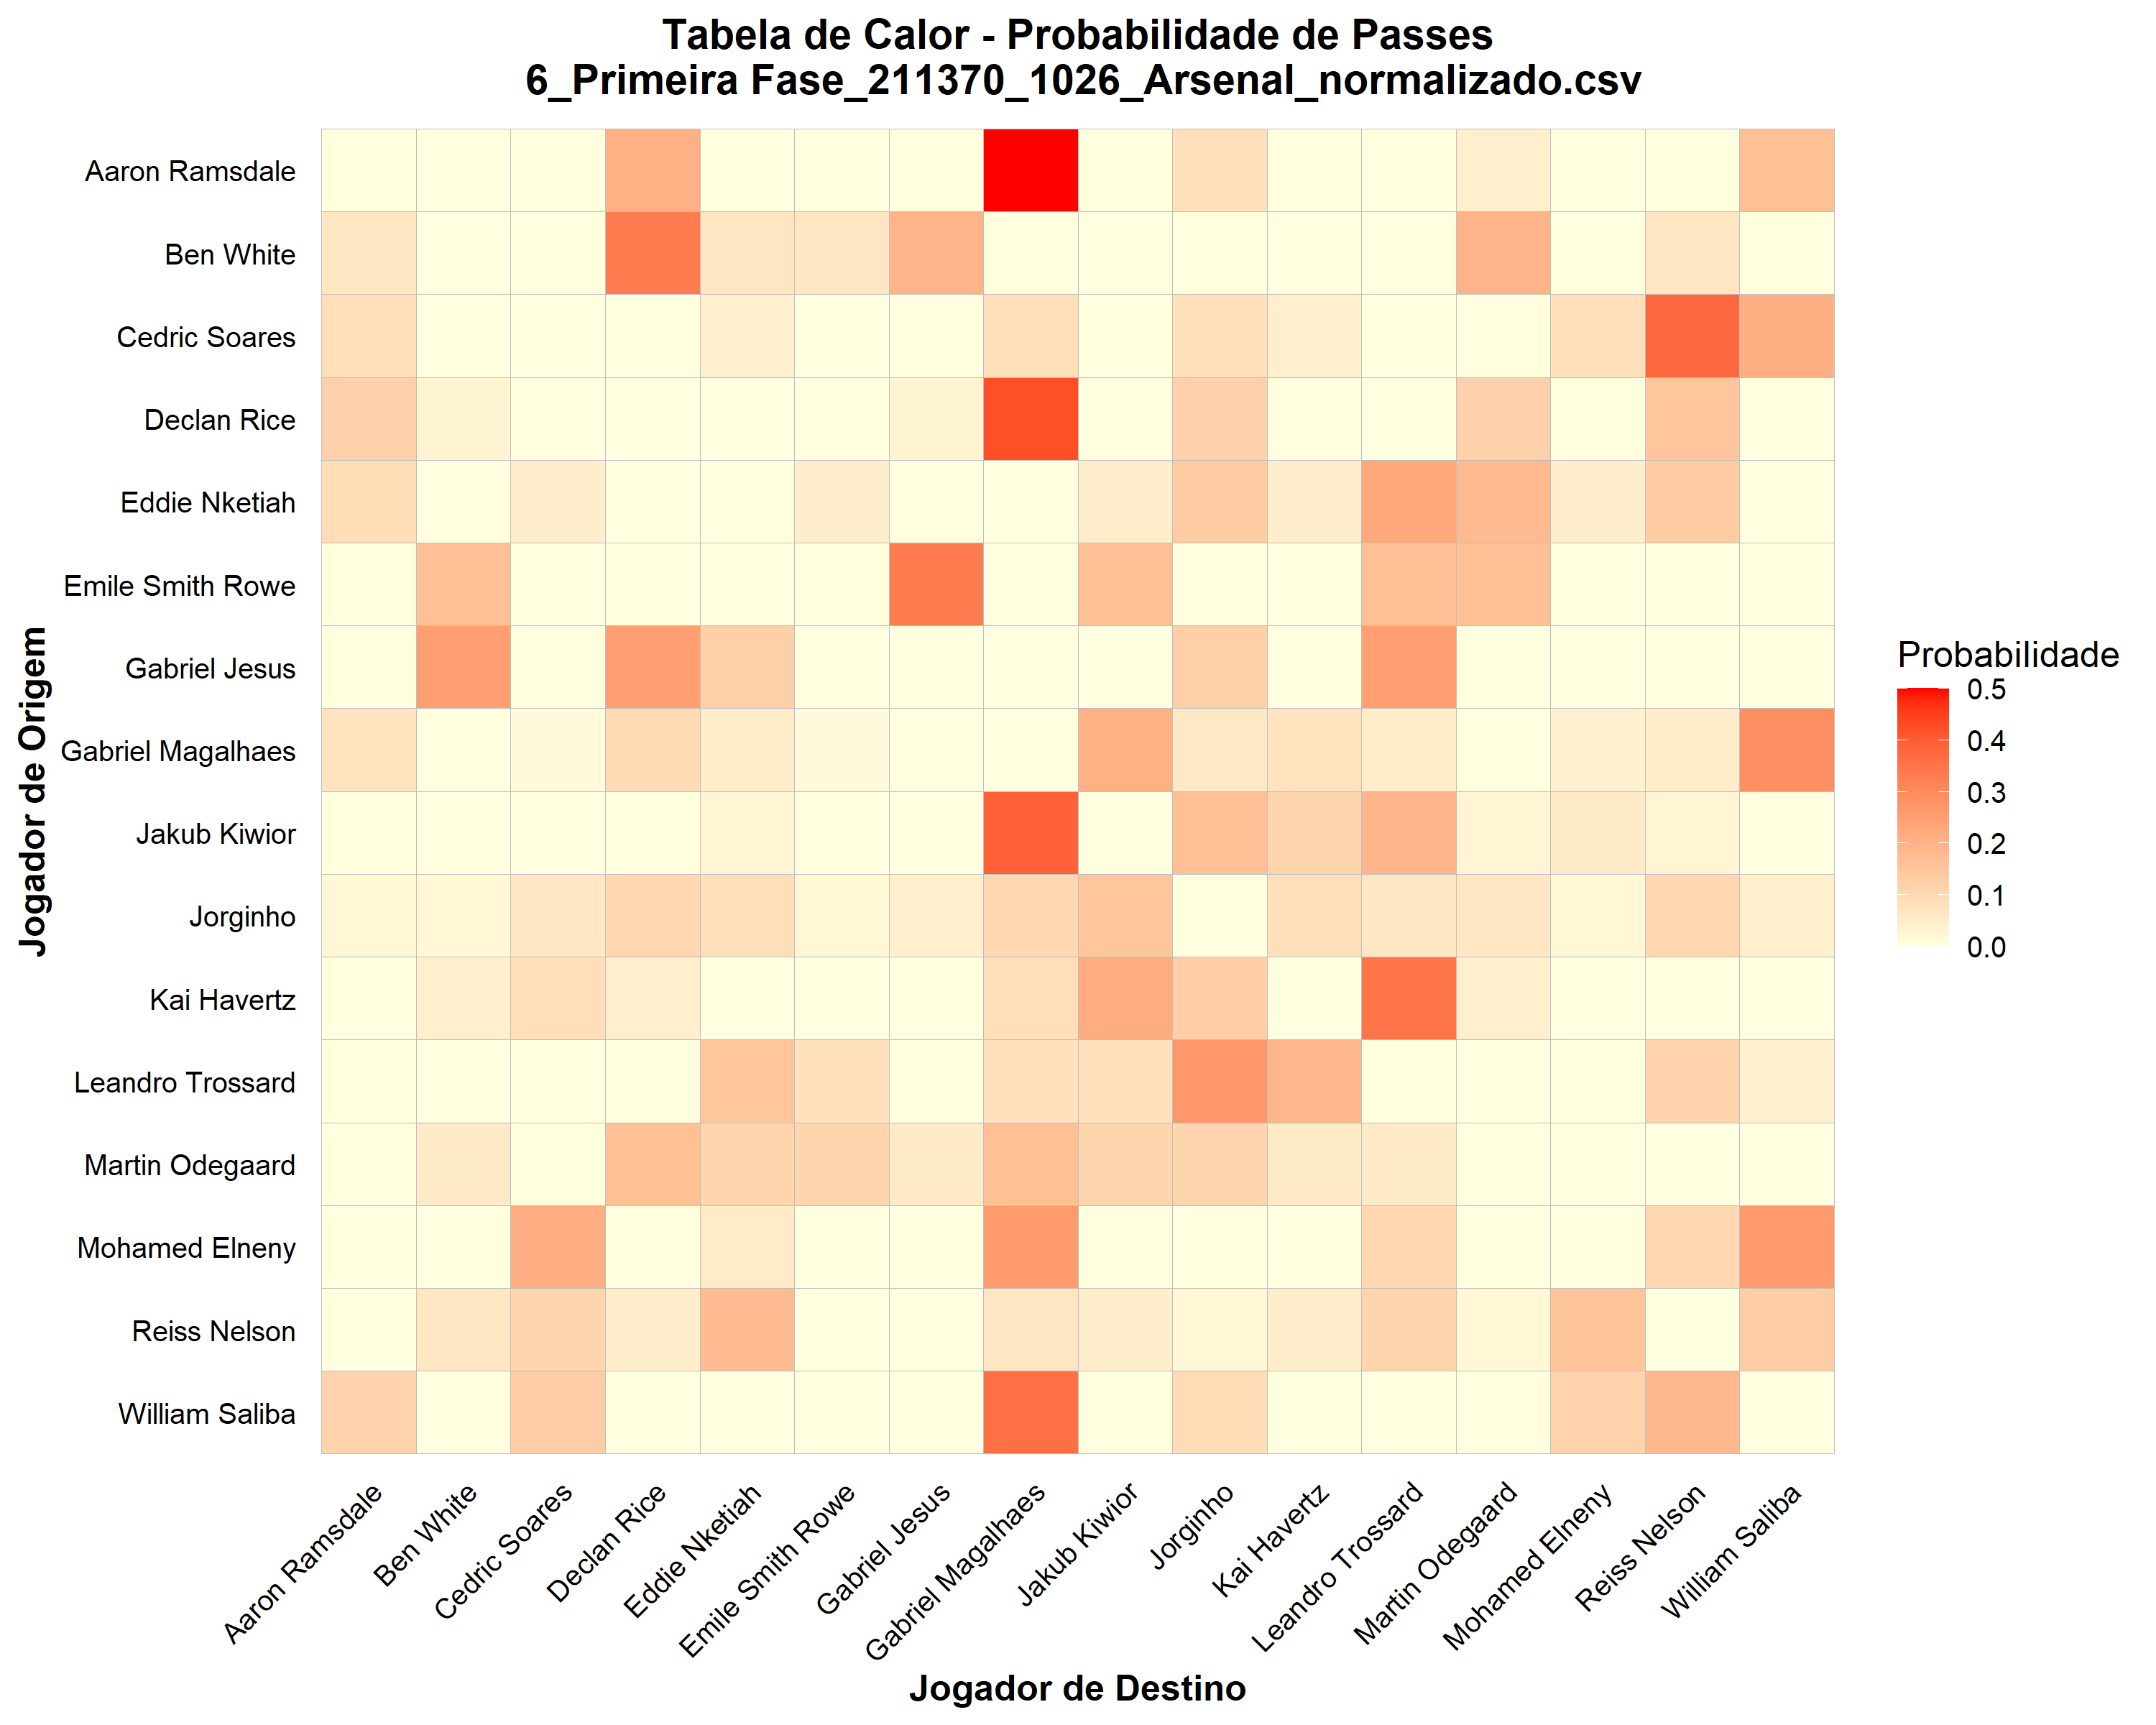 Tabela de Calor - Probabilidade de Passes
6_Primeira Fase_211370_1026_Arsenal_normalizado.csv
Jogador de Origem
Aaron Ramsdale
Ben White
Cedric Soares
Declan Rice
Eddie Nketiah
Emile Smith Rowe
Gabriel Jesus
Gabriel Magalhaes
Jakub Kiwior
Jorginho
Kai Havertz
Leandro Trossard
Martin Odegaard
Mohamed Elneny
Reiss Nelson
William Saliba
Aaron Ramsdale
Ben White
Cedric Soares
Declan Rice
Eddie Nketiah
Emile Smith Rowe
Gabriel Jesus
Gabriel Magalhaes
Jakub Kiwior
Jorginho
Kai Havertz
Leandro Trossard
Martin Odegaard
Mohamed Elneny
Reiss Nelson
William Saliba
Jogador de Destino
Probabilidade
0.5
0.4
0.3
0.2
0.1
0.0